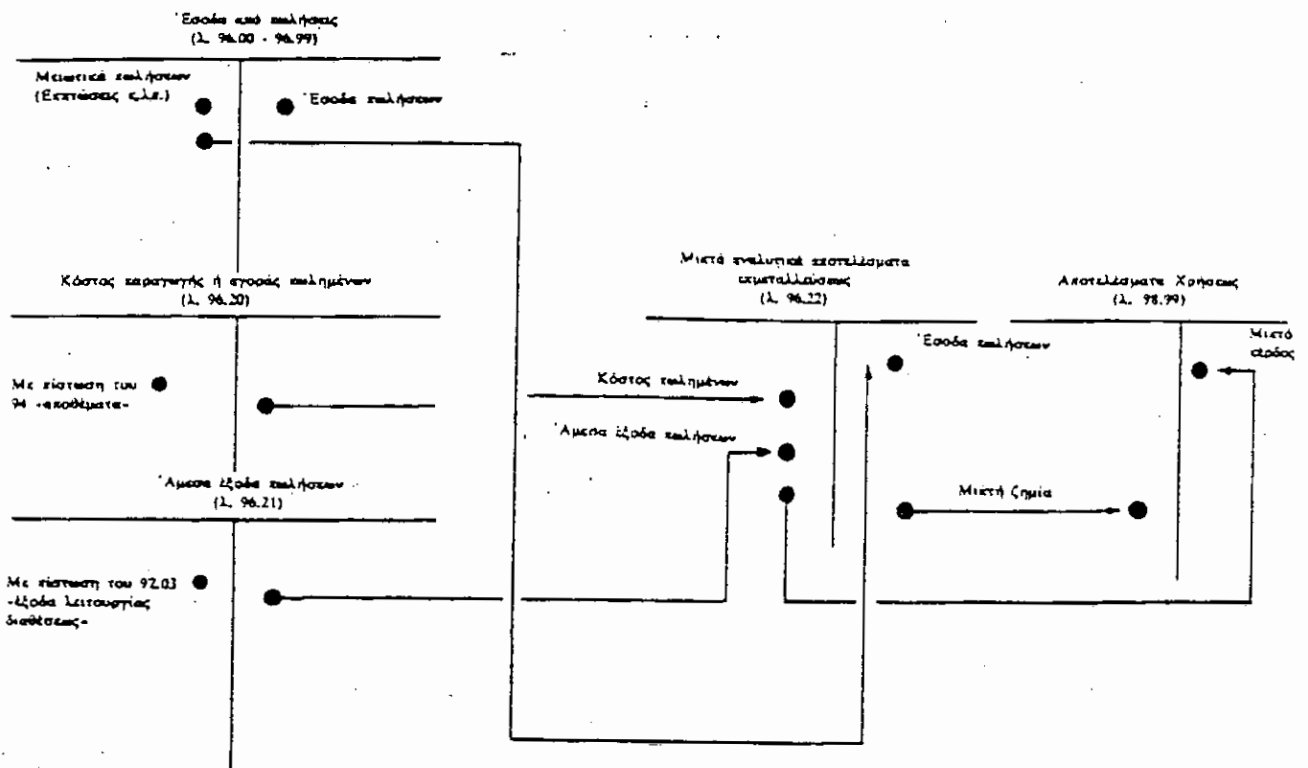 Έσοδα από πωλήσεις
(λ. 96.00 - 96.99)
Μειωτικά πωλήσεων
(Εκπτώσεις κ.λπ.)
Έσοδα πωλήσεων
Κόστος παραγωγής ή αγοράς πωλημένων
(λ. 96.20)
Με πίστωση του
94 «αποθέματα»
Άμεσα έξοδα πωλήσεων
(λ. 96.21)
Με πίστωση του 92.03
«έξοδα λειτουργίας
διαθέσεως»
Μικτά αναλυτικά αποτελέσματα
εκμεταλλεύσεως
(λ. 96.22)
Έσοδα πωλήσεων
Κόστος πωλημένων
Άμεσα έξοδα πωλήσεων
Μικτή ζημία
Αποτελέσματα Χρήσεως
(λ. 98.99)
Μικτό
κέρδος